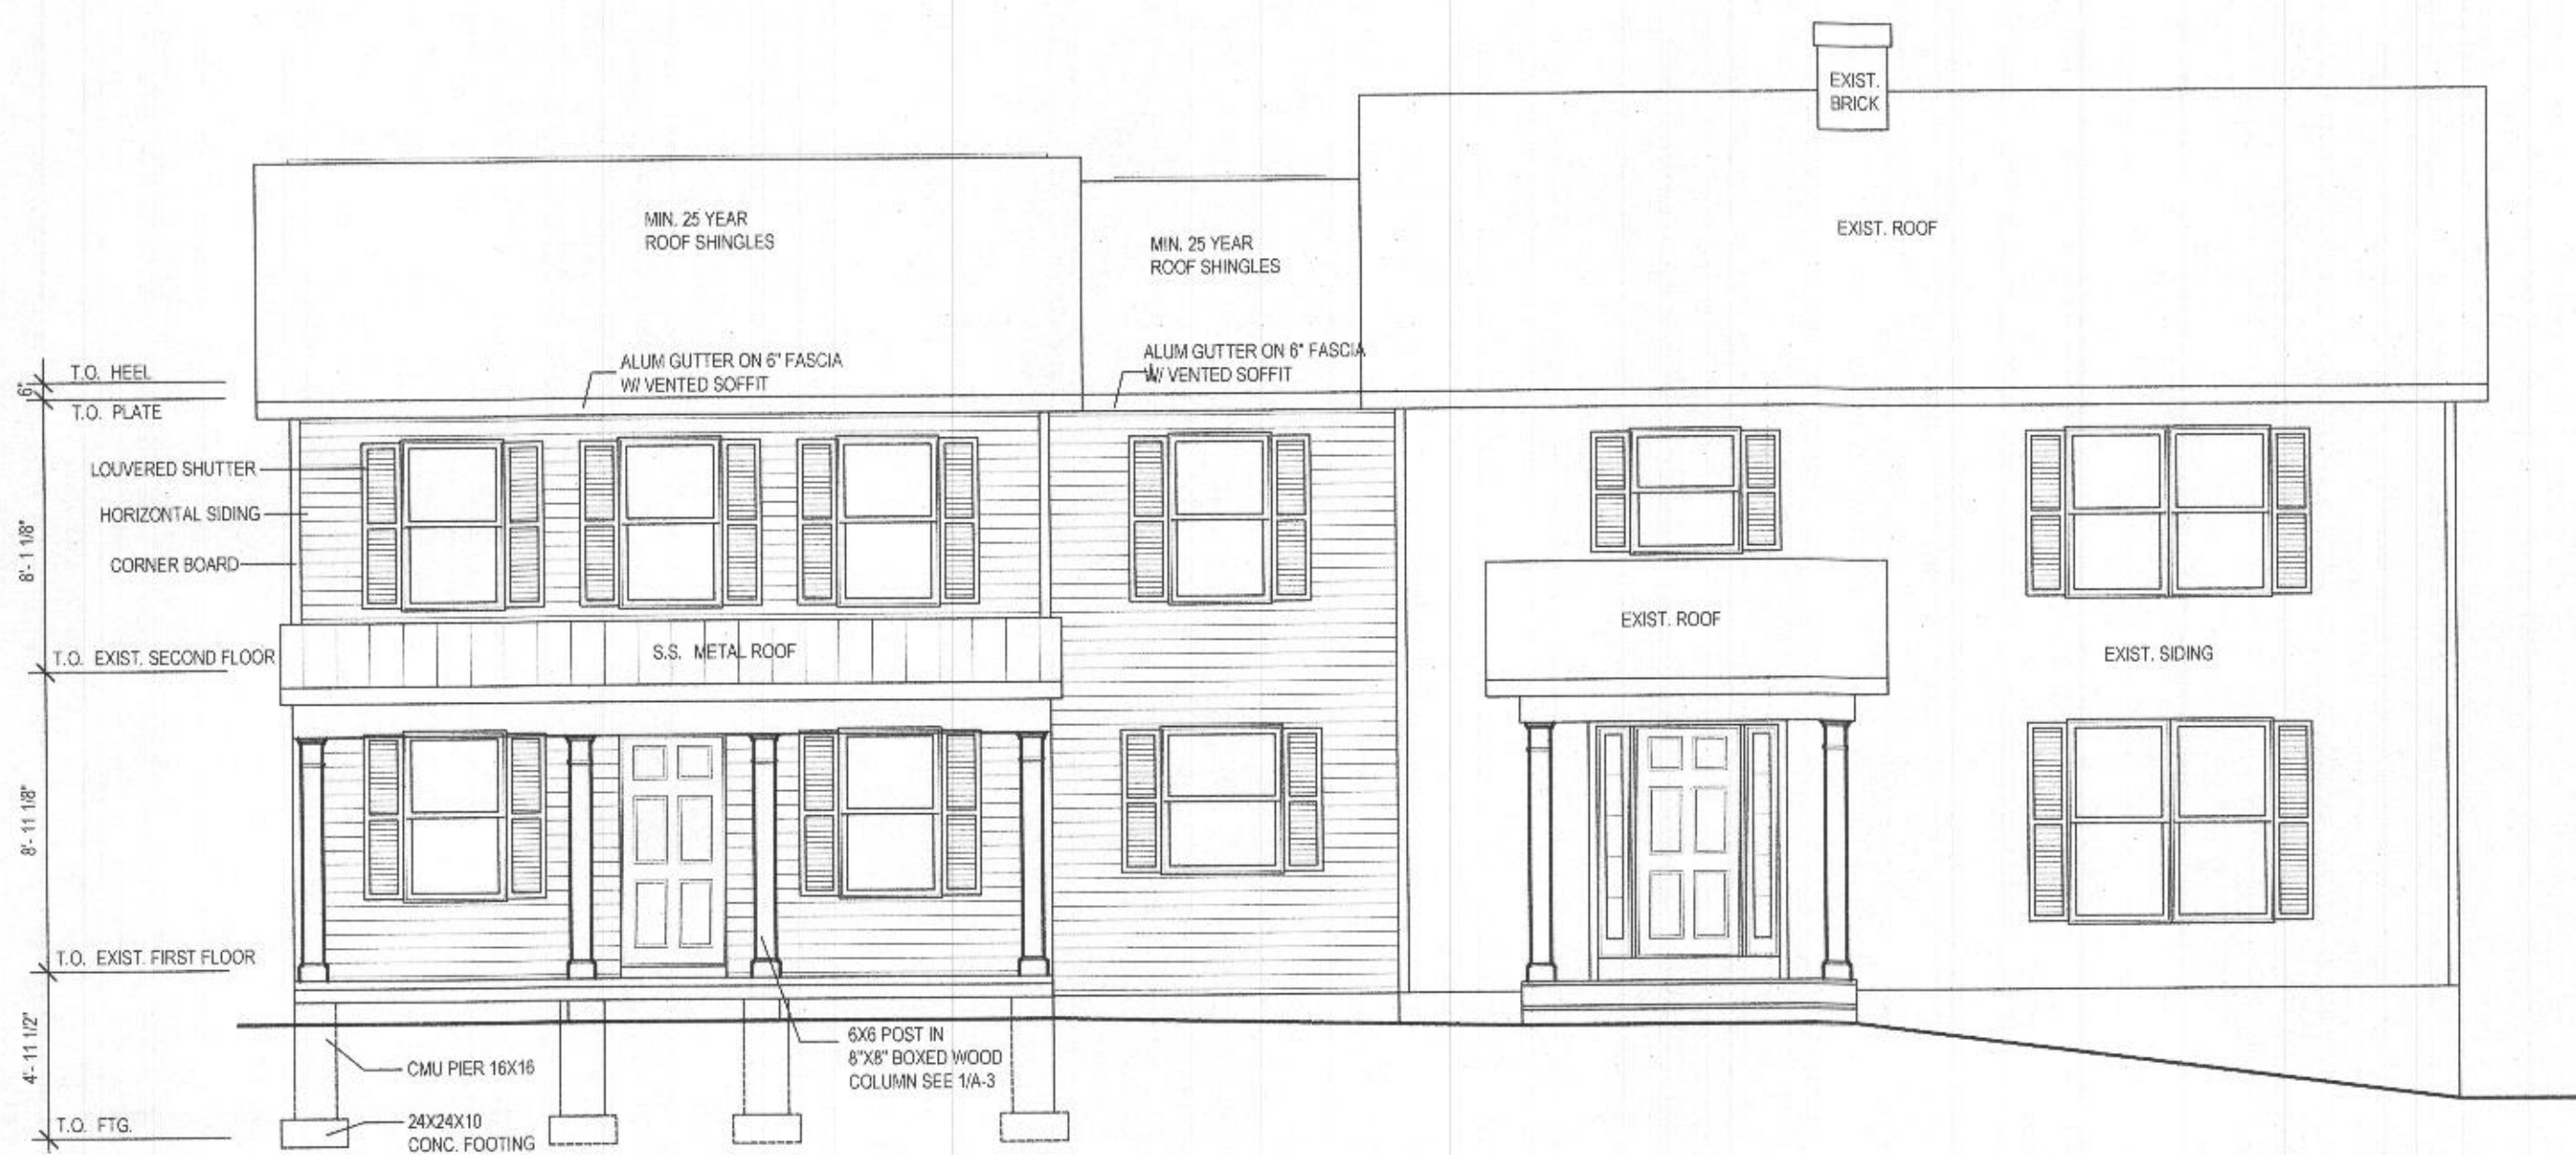 EXIST.
BRICK
MIN. 25 YEAR
ROOF SHINGLES
MIN. 25 YEAR
ROOF SHINGLES
EXIST. ROOF
ALUM GUTTER ON 6" FASCIA
W/ VENTED SOFFIT
ALUM GUTTER ON 6" FASCIA
W/ VENTED SOFFIT
6"
T.O. HEEL
T.O. PLATE
LOUVERED SHUTTER
HORIZONTAL SIDING
CORNER BOARD
8'- 1 1/8"
T.O. EXIST. SECOND FLOOR
S.S. METAL ROOF
EXIST. ROOF
EXIST. SIDING
8'- 11 1/8"
T.O. EXIST. FIRST FLOOR
4'- 11 1/2"
6X6 POST IN
8"X8" BOXED WOOD
COLUMN SEE 1/A-3
CMU PIER 16X16
T.O. FTG.
24X24X10
CONC. FOOTING